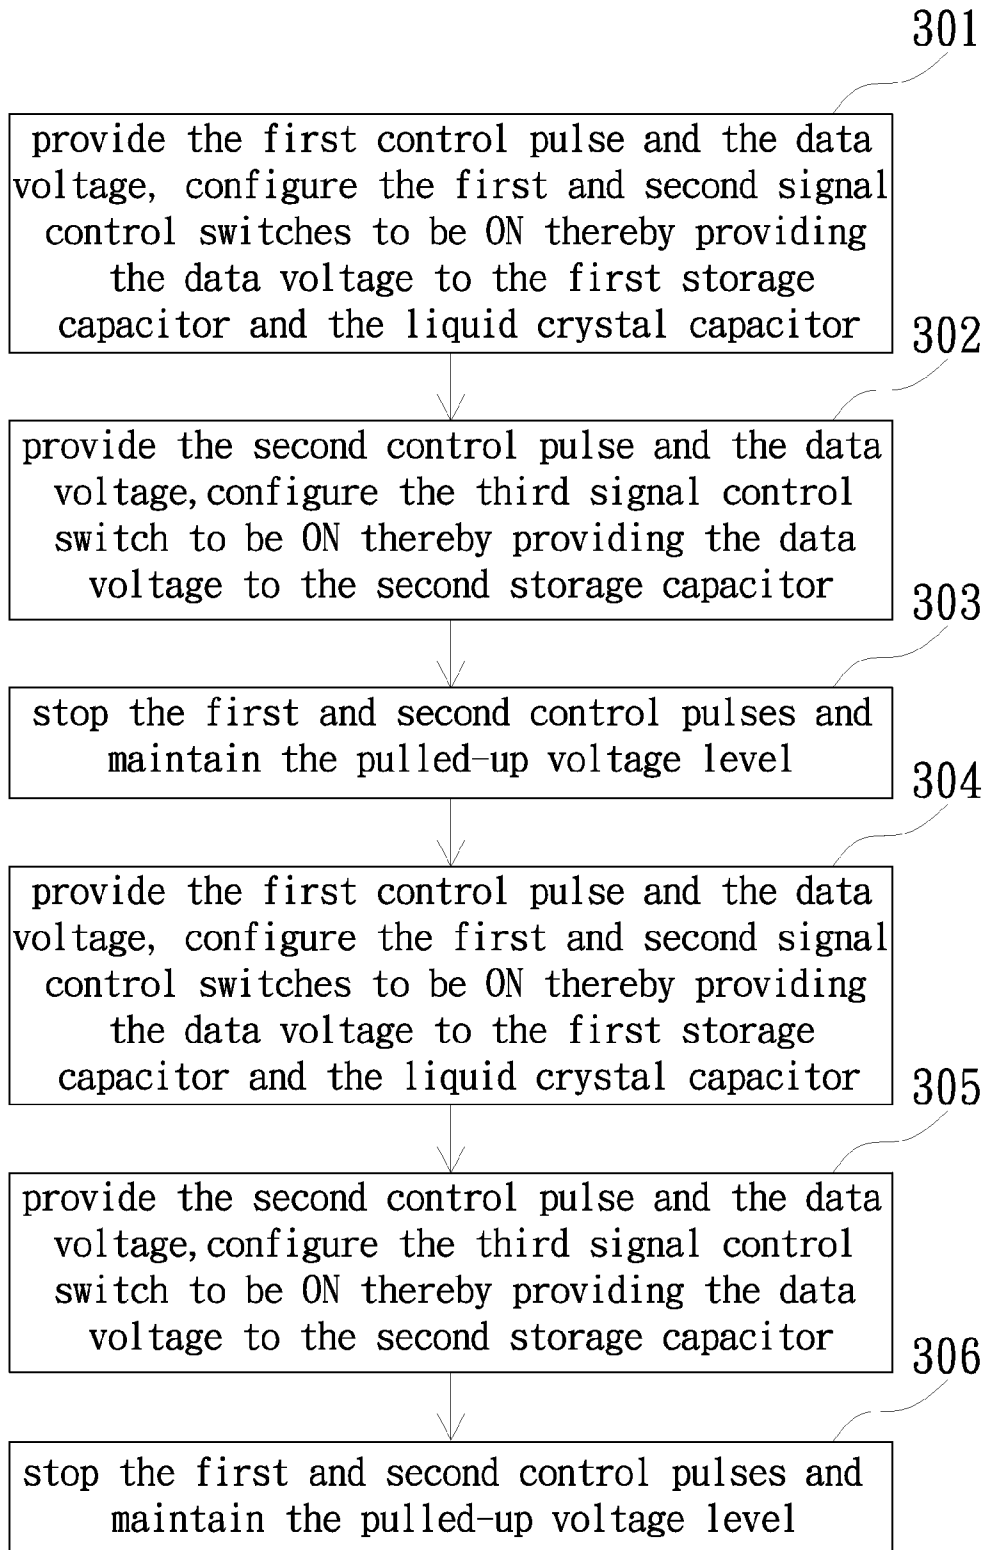 301
provide the first control pulse and the data
voltage, configure the first and second signal
control switches to be ON thereby providing
the data voltage to the first storage
capacitor and the liquid crystal capacitor
302
provide the second control pulse and the data
voltage,configure the third signal control
switch to be ON thereby providing the data
voltage to the second storage capacitor
303
stop the first and second control pulses and
maintain the pulled-up voltage level
304
provide the first control pulse and the data
voltage, configure the first and second signal
control switches to be ON thereby providing
the data voltage to the first storage
capacitor and the liquid crystal capacitor
305
provide the second control pulse and the data
voltage,configure the third signal control
switch to be ON thereby providing the data
voltage to the second storage capacitor
306
stop the first and second control pulses and
maintain the pulled-up voltage level